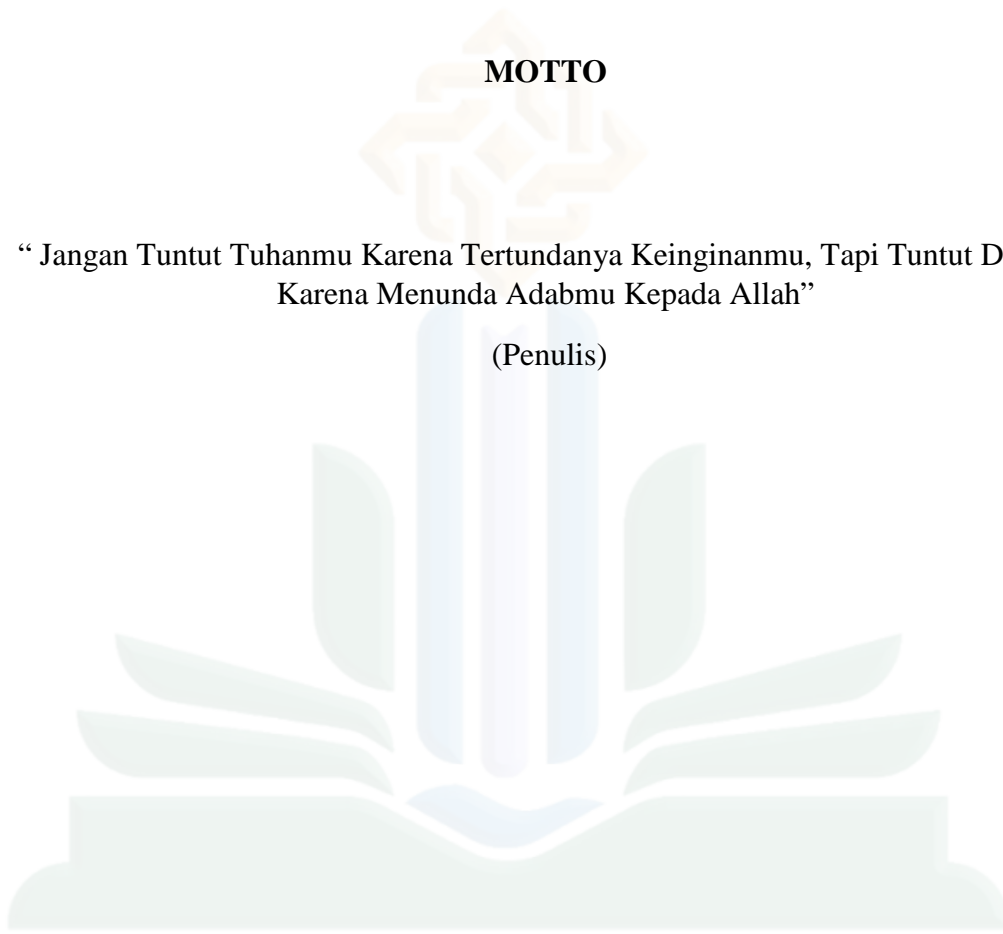 MOTTO
“ Jangan Tuntut Tuhanmu Karena Tertundanya Keinginanmu, Tapi Tuntut D
Karena Menunda Adabmu Kepada Allah”
(Penulis)